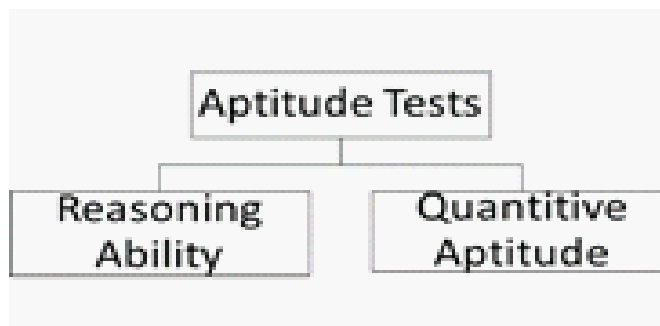 Aptitude Tests
Reasoning
Ability
Quantitive
Aptitude